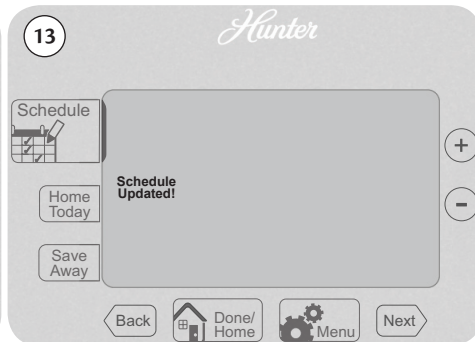 13
Hunter
Schedule
Schedule
Updated!
+
Home
Today
-
Save
Away
Back
Done/
Home
Menu
Next